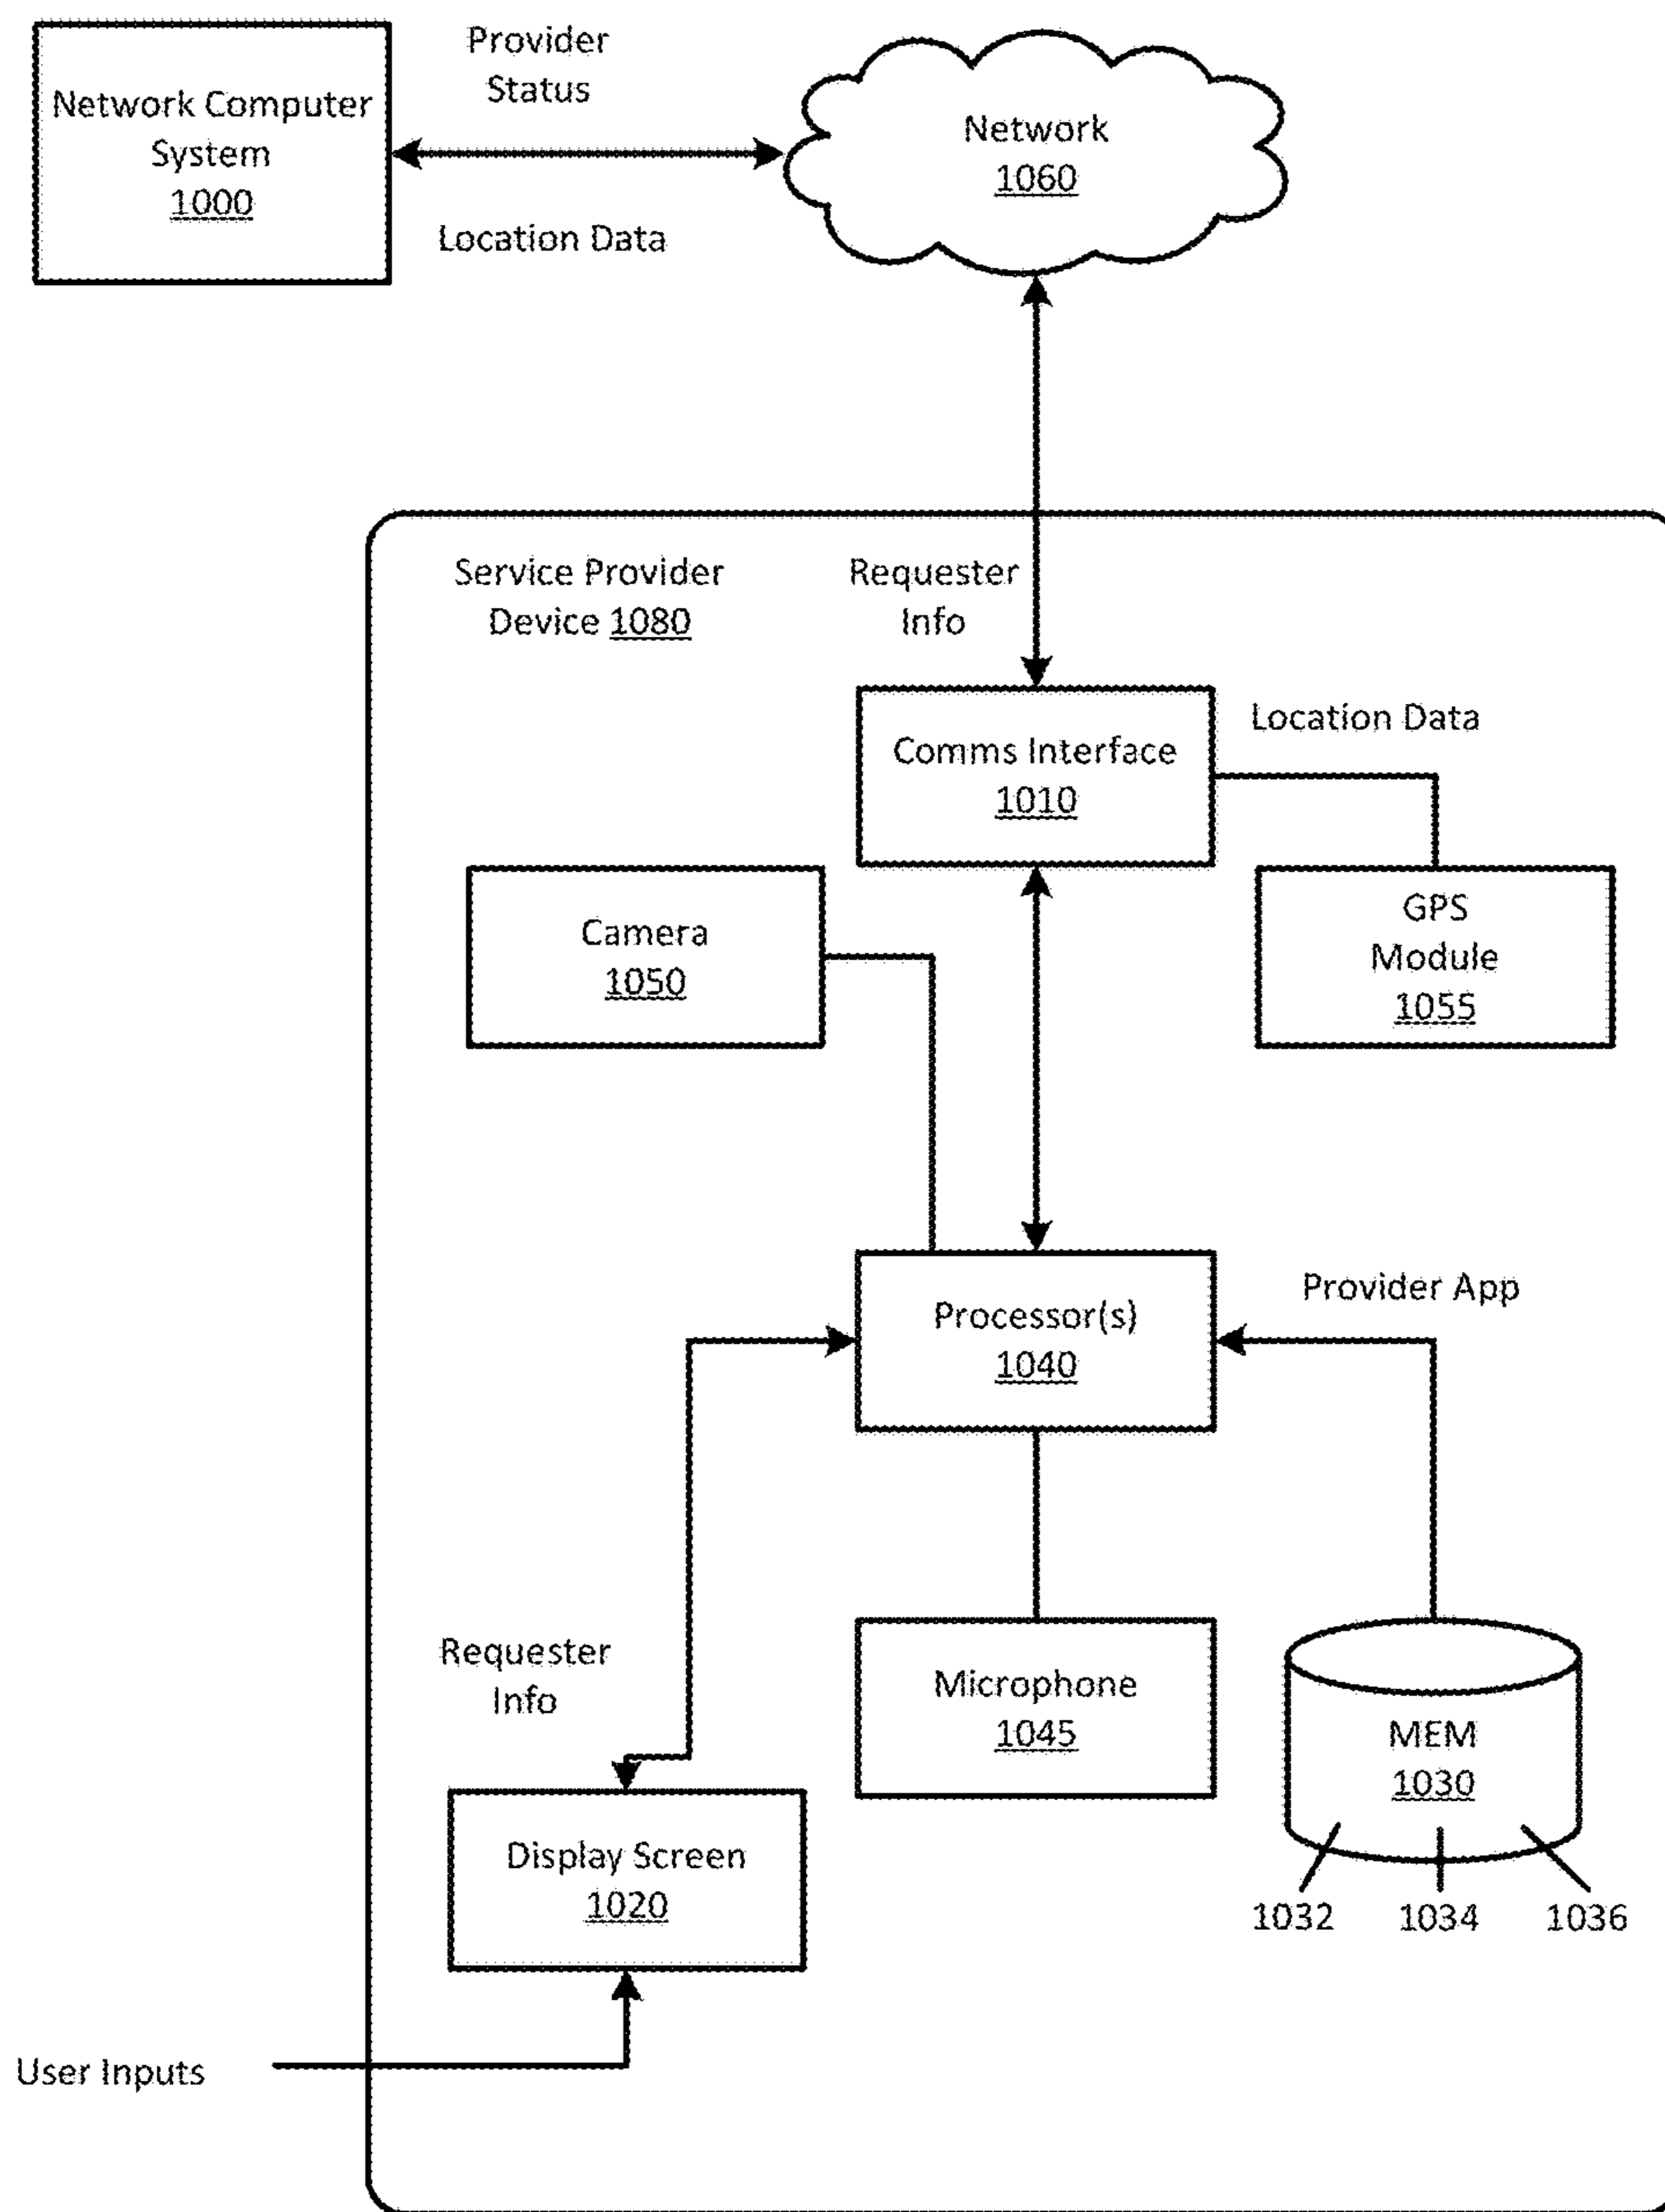 Network Computer
System
1000
Provider
Status
Location Data
Network
1060
Service Provider
Device 1080
Requester
Info
Comms Interface
1010
Location Data
Camera
1050
GPS
Module
1055
Processor(s)
1040
Provider App
Requester
Info
Microphone
1045
MEM
1030
Display Screen
1020
1032
1034
1036
User Inputs